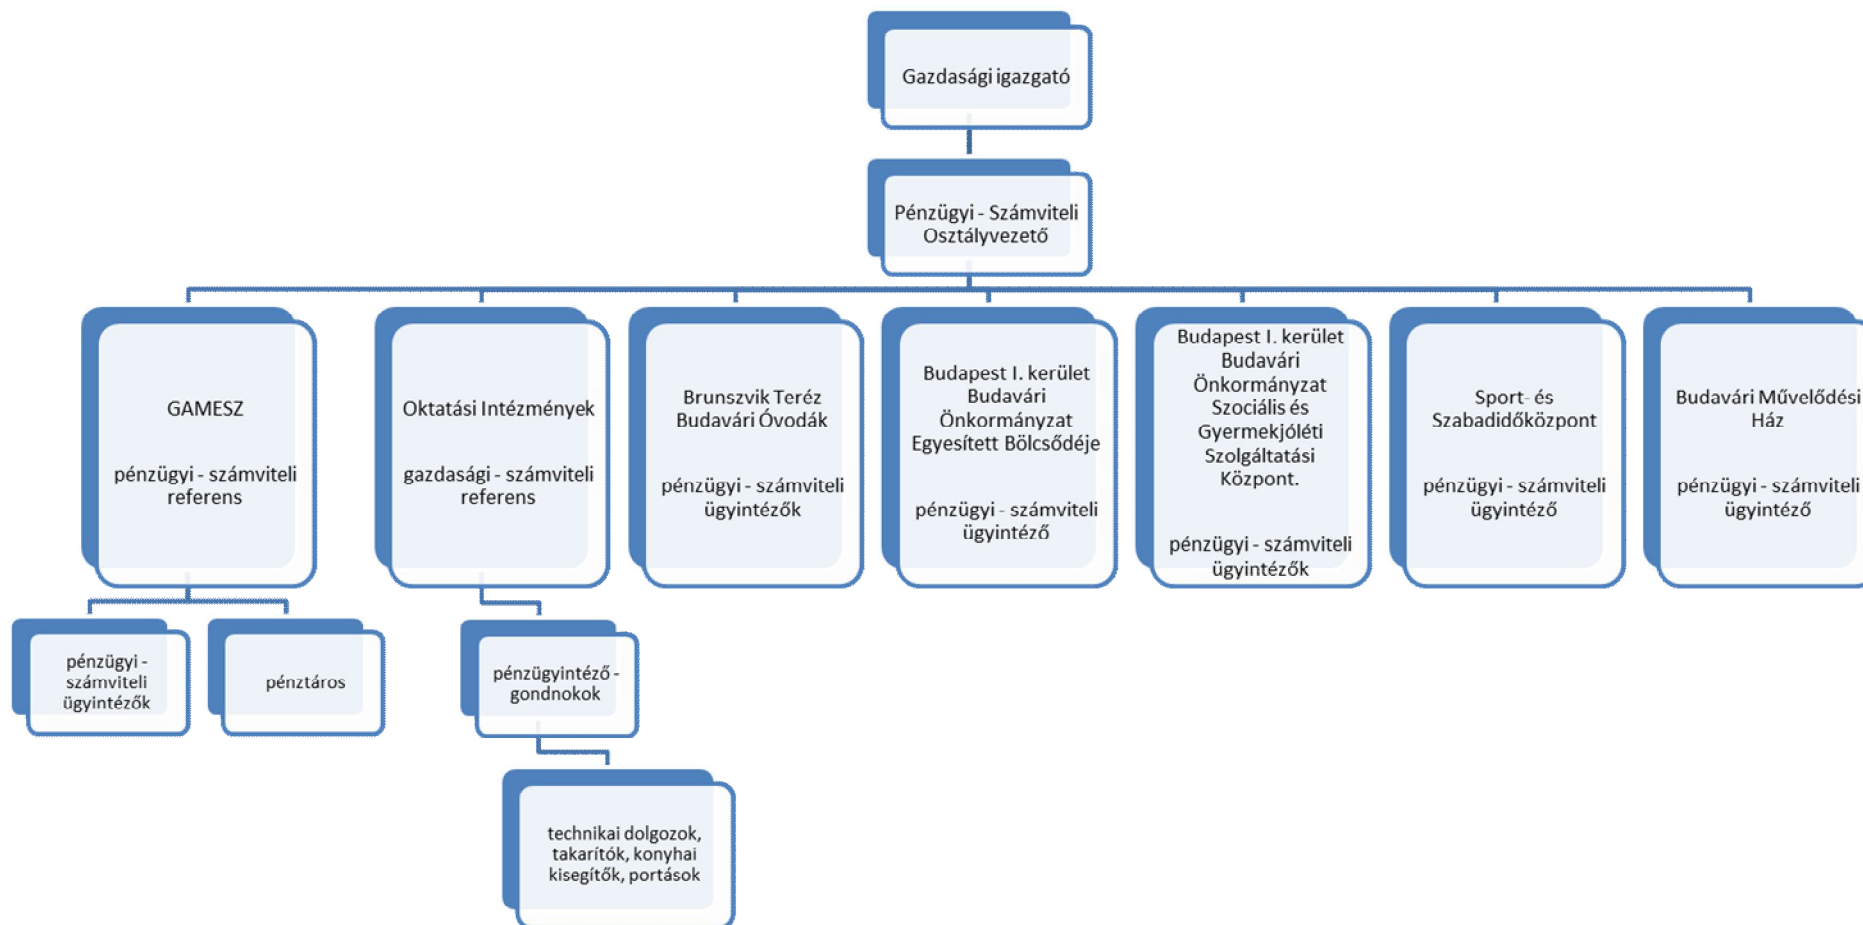 Gazdasági igazgató
Pénzügyi - Számviteli
Osztályvezető
GAMESZ
pénzügyi - számviteli
referens
Oktatási Intézmények
gazdasági - számviteli
referens
Brunszvik Teréz
Budavári Óvodák
pénzügyi - számviteli
ügyintézők
Budapest I. kerület
Budavári
Önkormányzat
Egyesített Bölcsődéje
pénzügyi - számviteli
ügyintéző
Budapest I. kerület
Budavári
Önkormányzat
Szociális és
Gyermekjóléti
Szolgáltatási
Központ.
pénzügyi - számviteli
ügyintézők
Sport- és
Szabadidőközpont
pénzügyi - számviteli
ügyintéző
Budavári Művelődési
Ház
pénzügyi - számviteli
ügyintéző
pénzügyi -
számviteli
ügyintézők
pénztáros
pénzügyintéző -
gondnokok
technikai dolgozok,
takarítók, konyhai
kisegítők, portások